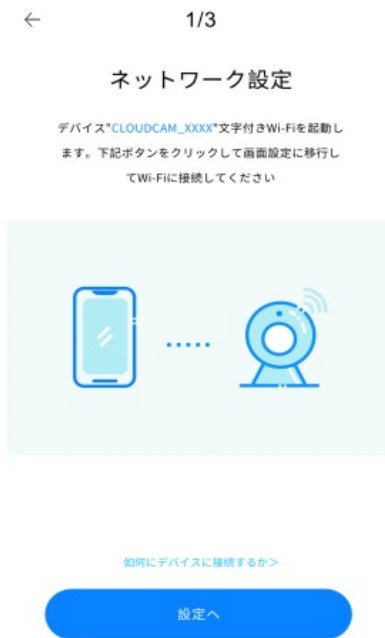 1/3
ネットワーク設定
デバイス"CLOUDCAM_XXXX"文字付きWi-Fiを起動し
ます。下記ボタンをクリックして画面設定に移行し
てWi-Fiに接続してください
如何にデバイスに接続するか>
設定へ